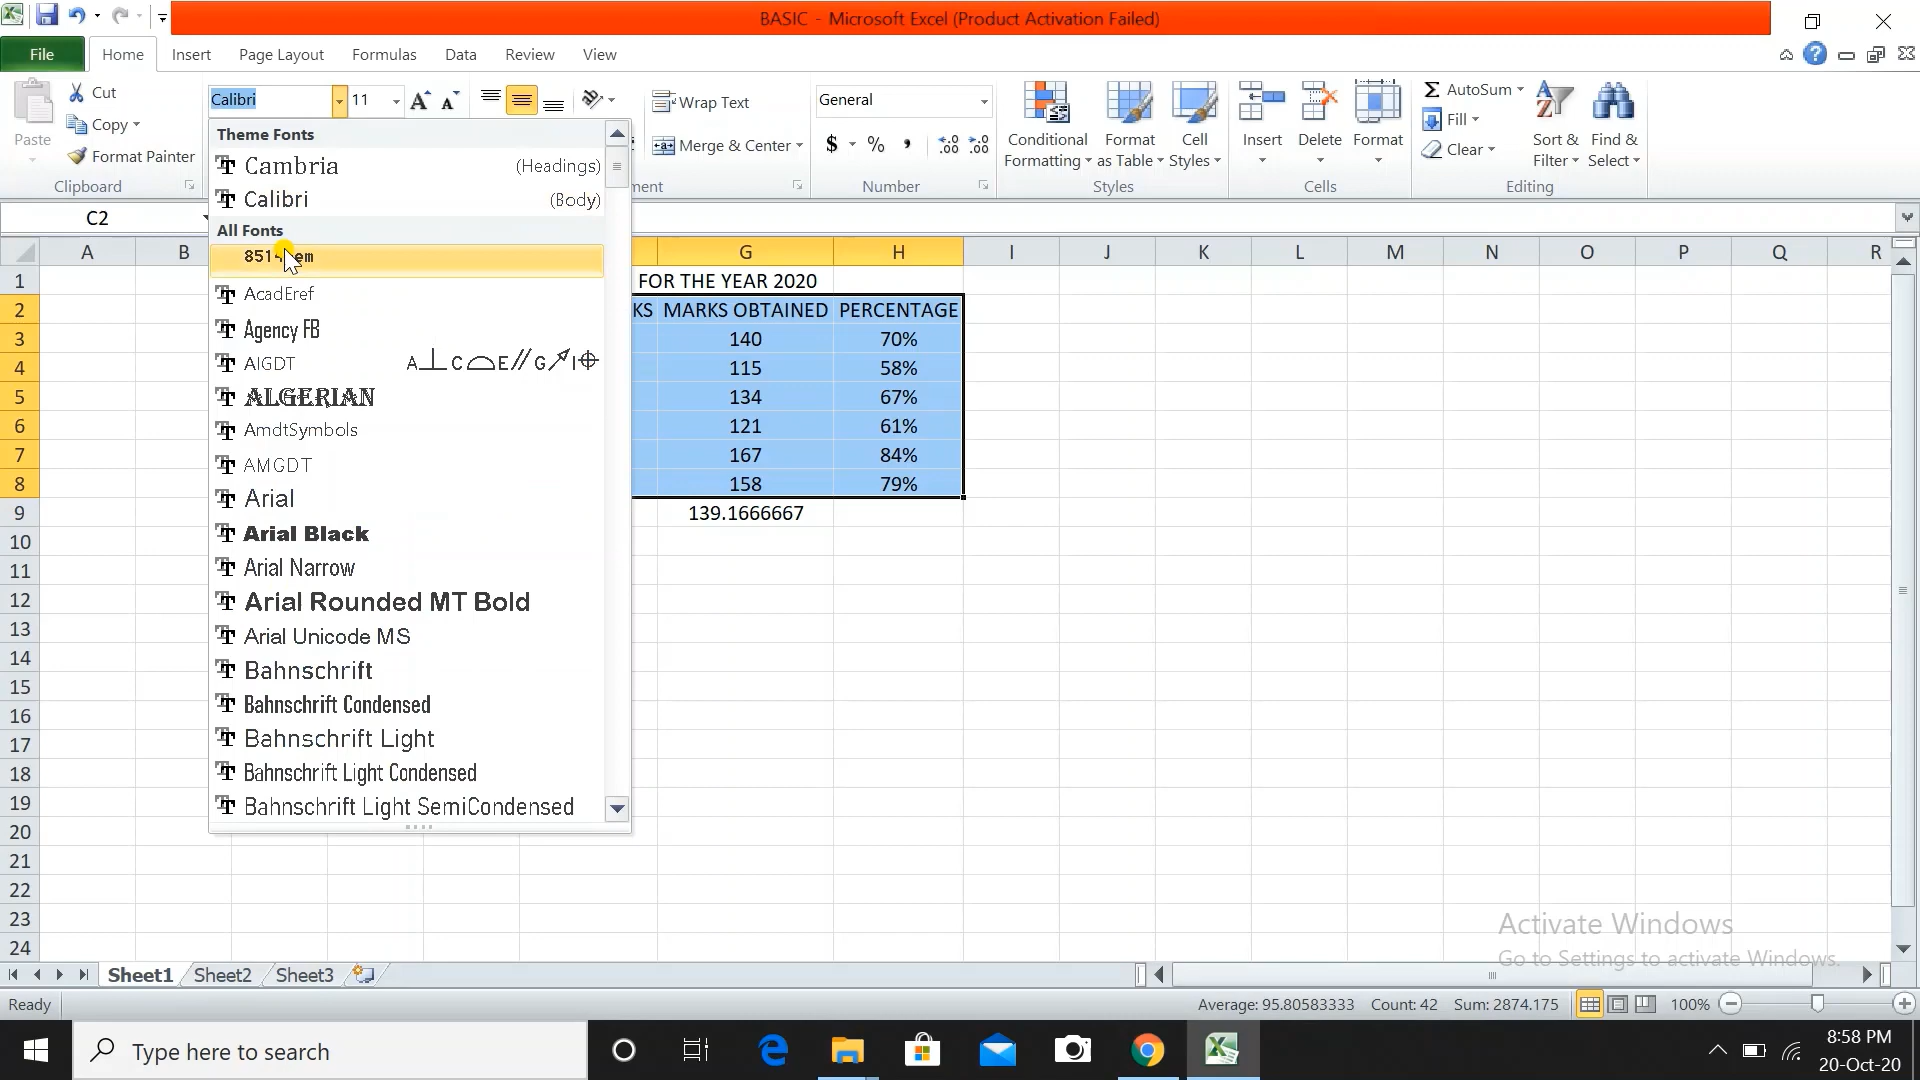 BASIC - Microsoft Excel (Product Activation Failed)
File Home Insert Page Layout Formulas Data Review View
Paste
Cut
Copy
Format Painter
Clipboard
Calibri 11
Wrap Text
Merge & Center
ment
General
$ % ,
Number
Conditional Formatting
Format as Table
Cell Styles
Styles
Insert Delete Format
Cells
AutoSum
Fill
Clear
Sort & Filter
Find & Select
Editing
C2
Theme Fonts
Cambria (Headings)
Calibri (Body)
All Fonts
AcadEref
Agency FB
AIGDT
ALGERIAN
AmdtSymbols
AMGDT
Arial
Arial Black
Arial Narrow
Arial Rounded MT Bold
Arial Unicode MS
Bahnschrift
Bahnschrift Condensed
Bahnschrift Light
Bahnschrift Light Condensed
Bahnschrift Light SemiCondensed
A B G H I J K L M N O P Q R
1 FOR THE YEAR 2020
2 KS MARKS OBTAINED PERCENTAGE
3 140 70%
4 115 58%
5 134 67%
6 121 61%
7 167 84%
8 158 79%
9 139.1666667
10
11
12
13
14
15
16
17
18
19
20
21
22
23
24
Activate Windows
Go to Settings to activate Windows.
Sheet1 Sheet2 Sheet3
Ready Average: 95.80583333 Count: 42 Sum: 2874.175 100%
Type here to search
8:58 PM
20-Oct-20